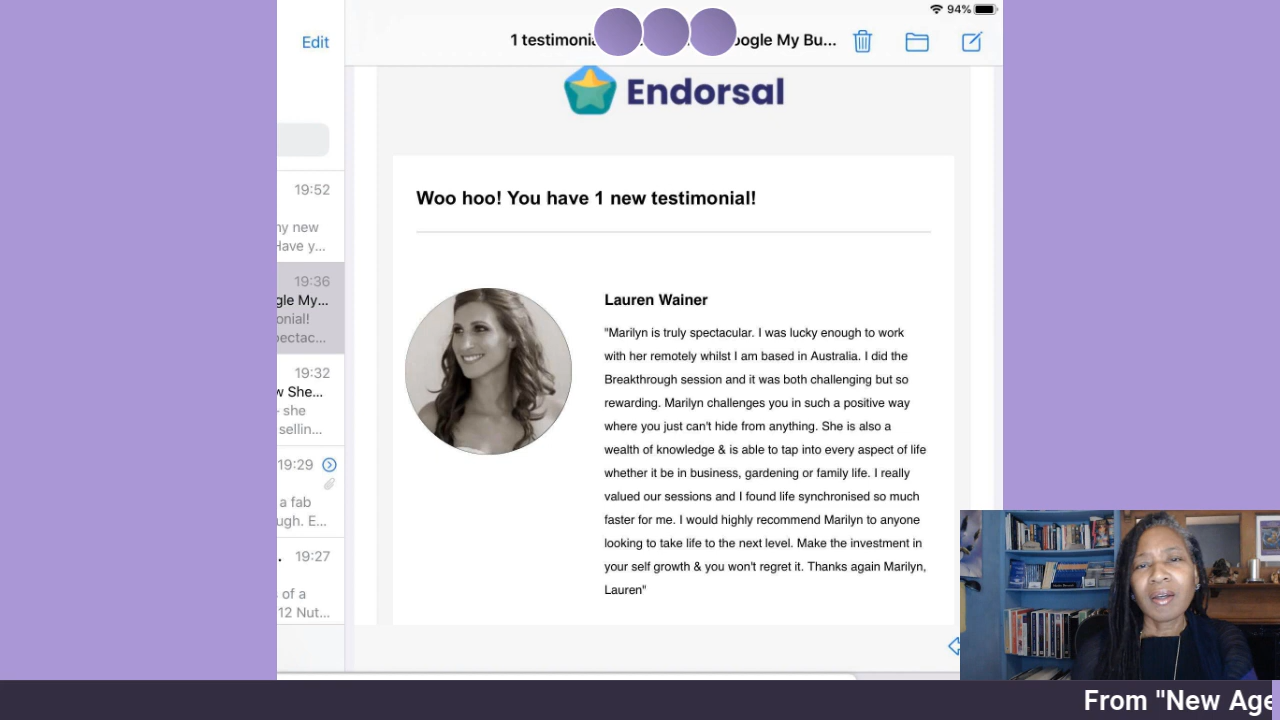 94%
Edit
1 testimonia
oogle My Bu...
Endorsal
19:52
ny new
Have y...
19:36
gle My...
onial!
pectac...
19:32
w She...
- she
sellin...
19:29
a fab
ugh. E...
19:27
s of a
12 Nut...
Woo hoo! You have 1 new testimonial!
Lauren Wainer
"Marilyn is truly spectacular. I was lucky enough to work
with her remotely whilst I am based in Australia. I did the
Breakthrough session and it was both challenging but so
rewarding. Marilyn challenges you in such a positive way
where you just can't hide from anything. She is also a
wealth of knowledge & is able to tap into every aspect of life
whether it be in business, gardening or family life. I really
valued our sessions and I found life synchronised so much
faster for me. I would highly recommend Marilyn to anyone
looking to take life to the next level. Make the investment in
your self growth & you won't regret it. Thanks again Marilyn,
Lauren"
From "New Age